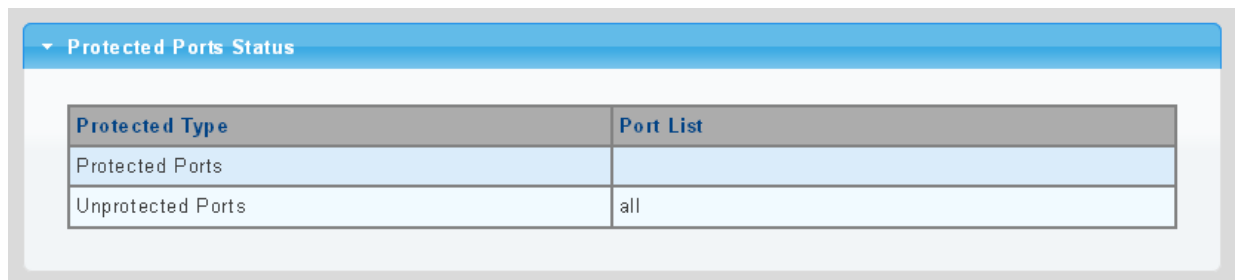 Protected Ports Status
Protected Type Port List
Protected Ports
Unprotected Ports all